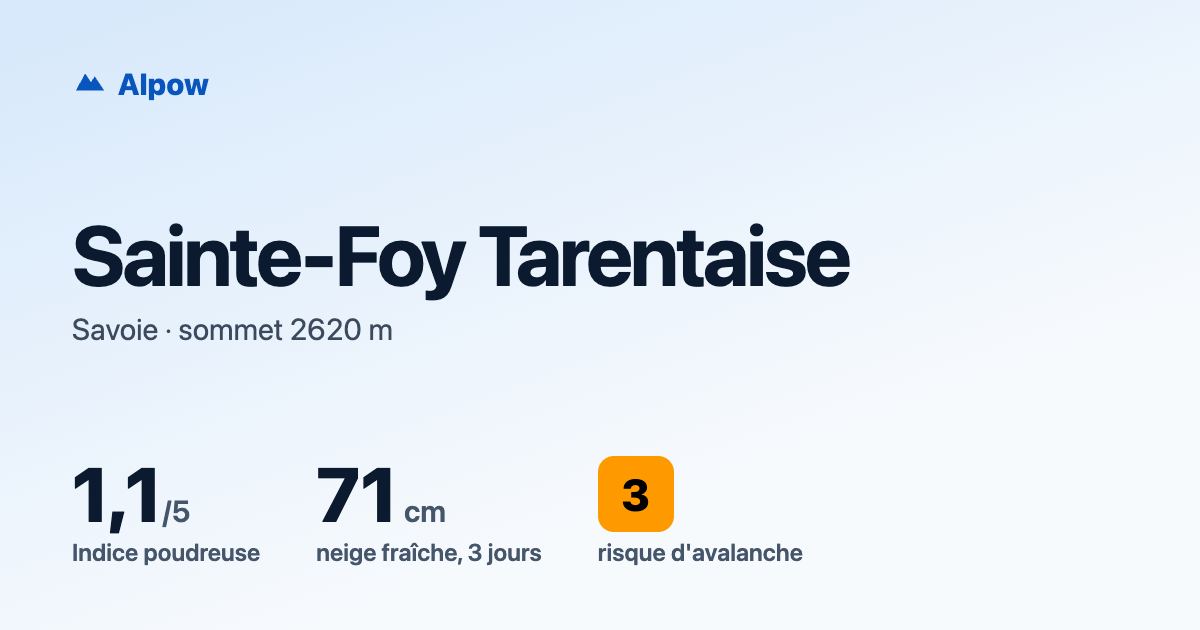 Alpow
Sainte-Foy Tarentaise
Savoie · sommet 2620 m
1,1/5
Indice poudreuse
71 cm
neige fraîche, 3 jours
3
risque d'avalanche